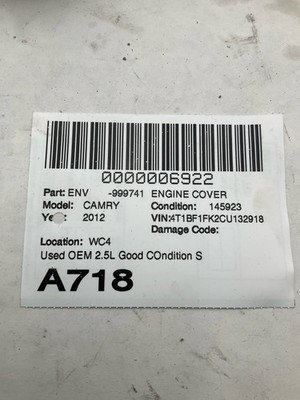 0000006922
Part: ENV -999741 ENGINE COVER
Model: CAMRY Condition: 145923
2012 VIN:4T1BF1FK2CU132918
Damage Code:
Location: WC4
Used OEM 2.5L Good COndition S
A718